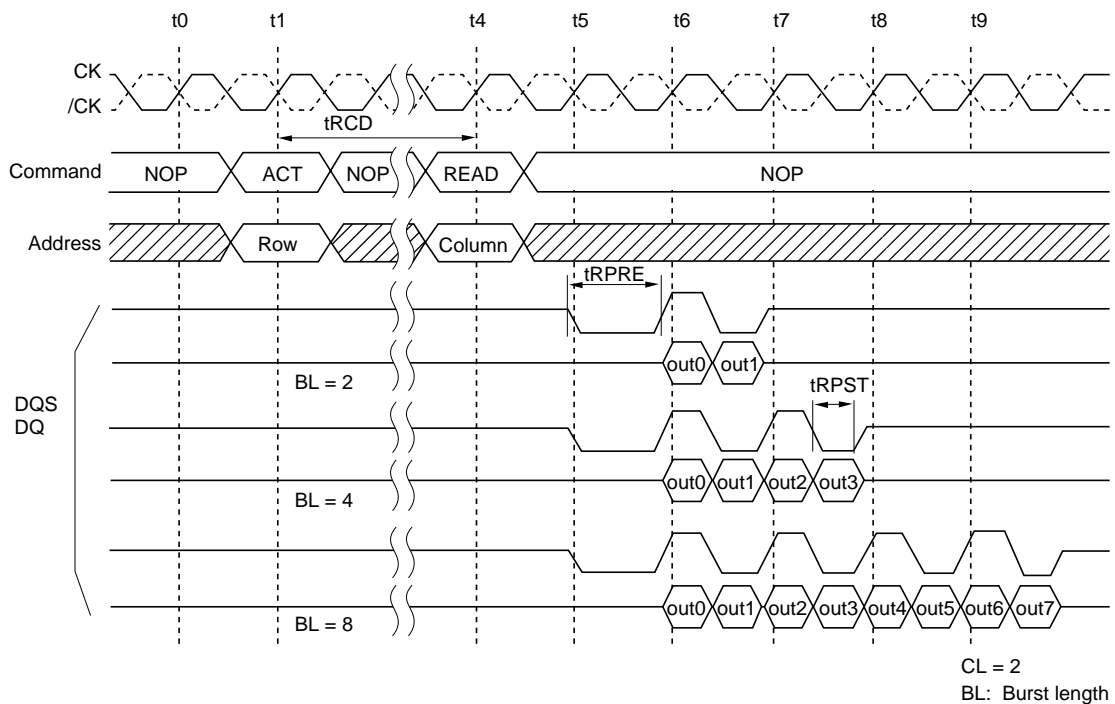 t0 t1 t4 t5 t6 t7 t8 t9
CK
/CK
tRCD
Command NOP ACT NOP READ NOP
Address Row Column
tRPRE
out0 out1
BL = 2
tRPST
DQS
DQ
out0 out1 out2 out3
BL = 4
out0 out1 out2 out3 out4 out5 out6 out7
BL = 8
CL = 2
BL: Burst length